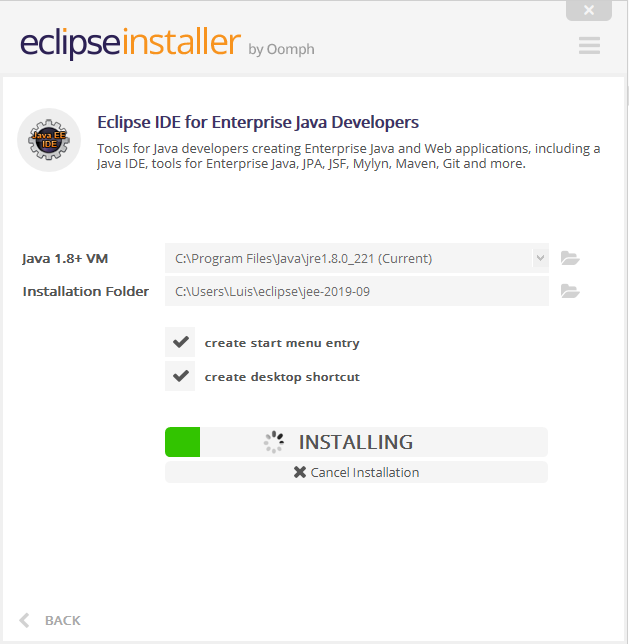 eclipseinstaller by Oomph
Java EE
IDE
Eclipse IDE for Enterprise Java Developers
Tools for Java developers creating Enterprise Java and Web applications, including a
Java IDE, tools for Enterprise Java, JPA, JSF, Mylyn, Maven, Git and more.
Java 1.8+ VM C:\Program Files\Java\jre1.8.0_221 (Current)
Installation Folder C:\Users\Luis\eclipse\jee-2019-09
create start menu entry
create desktop shortcut
INSTALLING
Cancel Installation
BACK